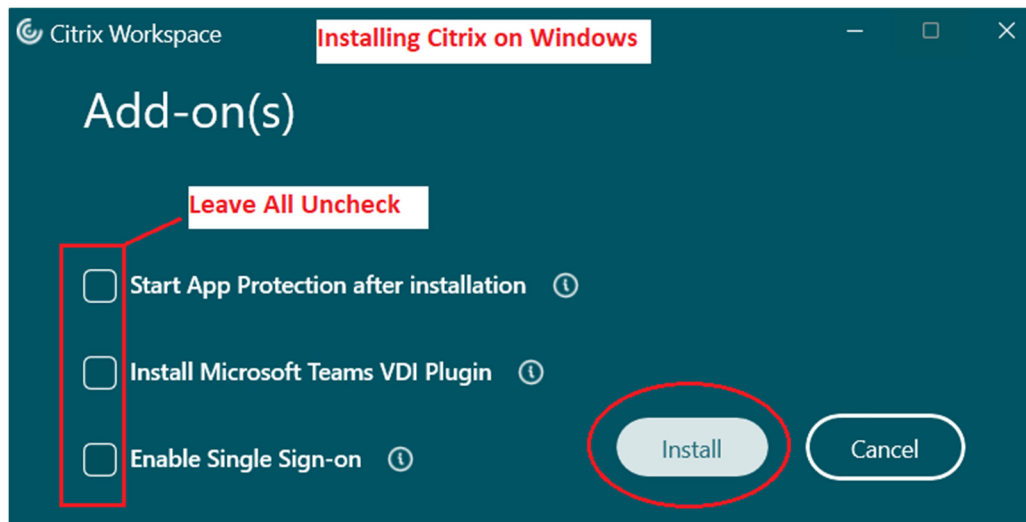 Citrix Workspace
Installing Citrix on Windows
Add-on(s)
Leave All Uncheck
Start App Protection after installation
Install Microsoft Teams VDI Plugin
Enable Single Sign-on
Install
Cancel